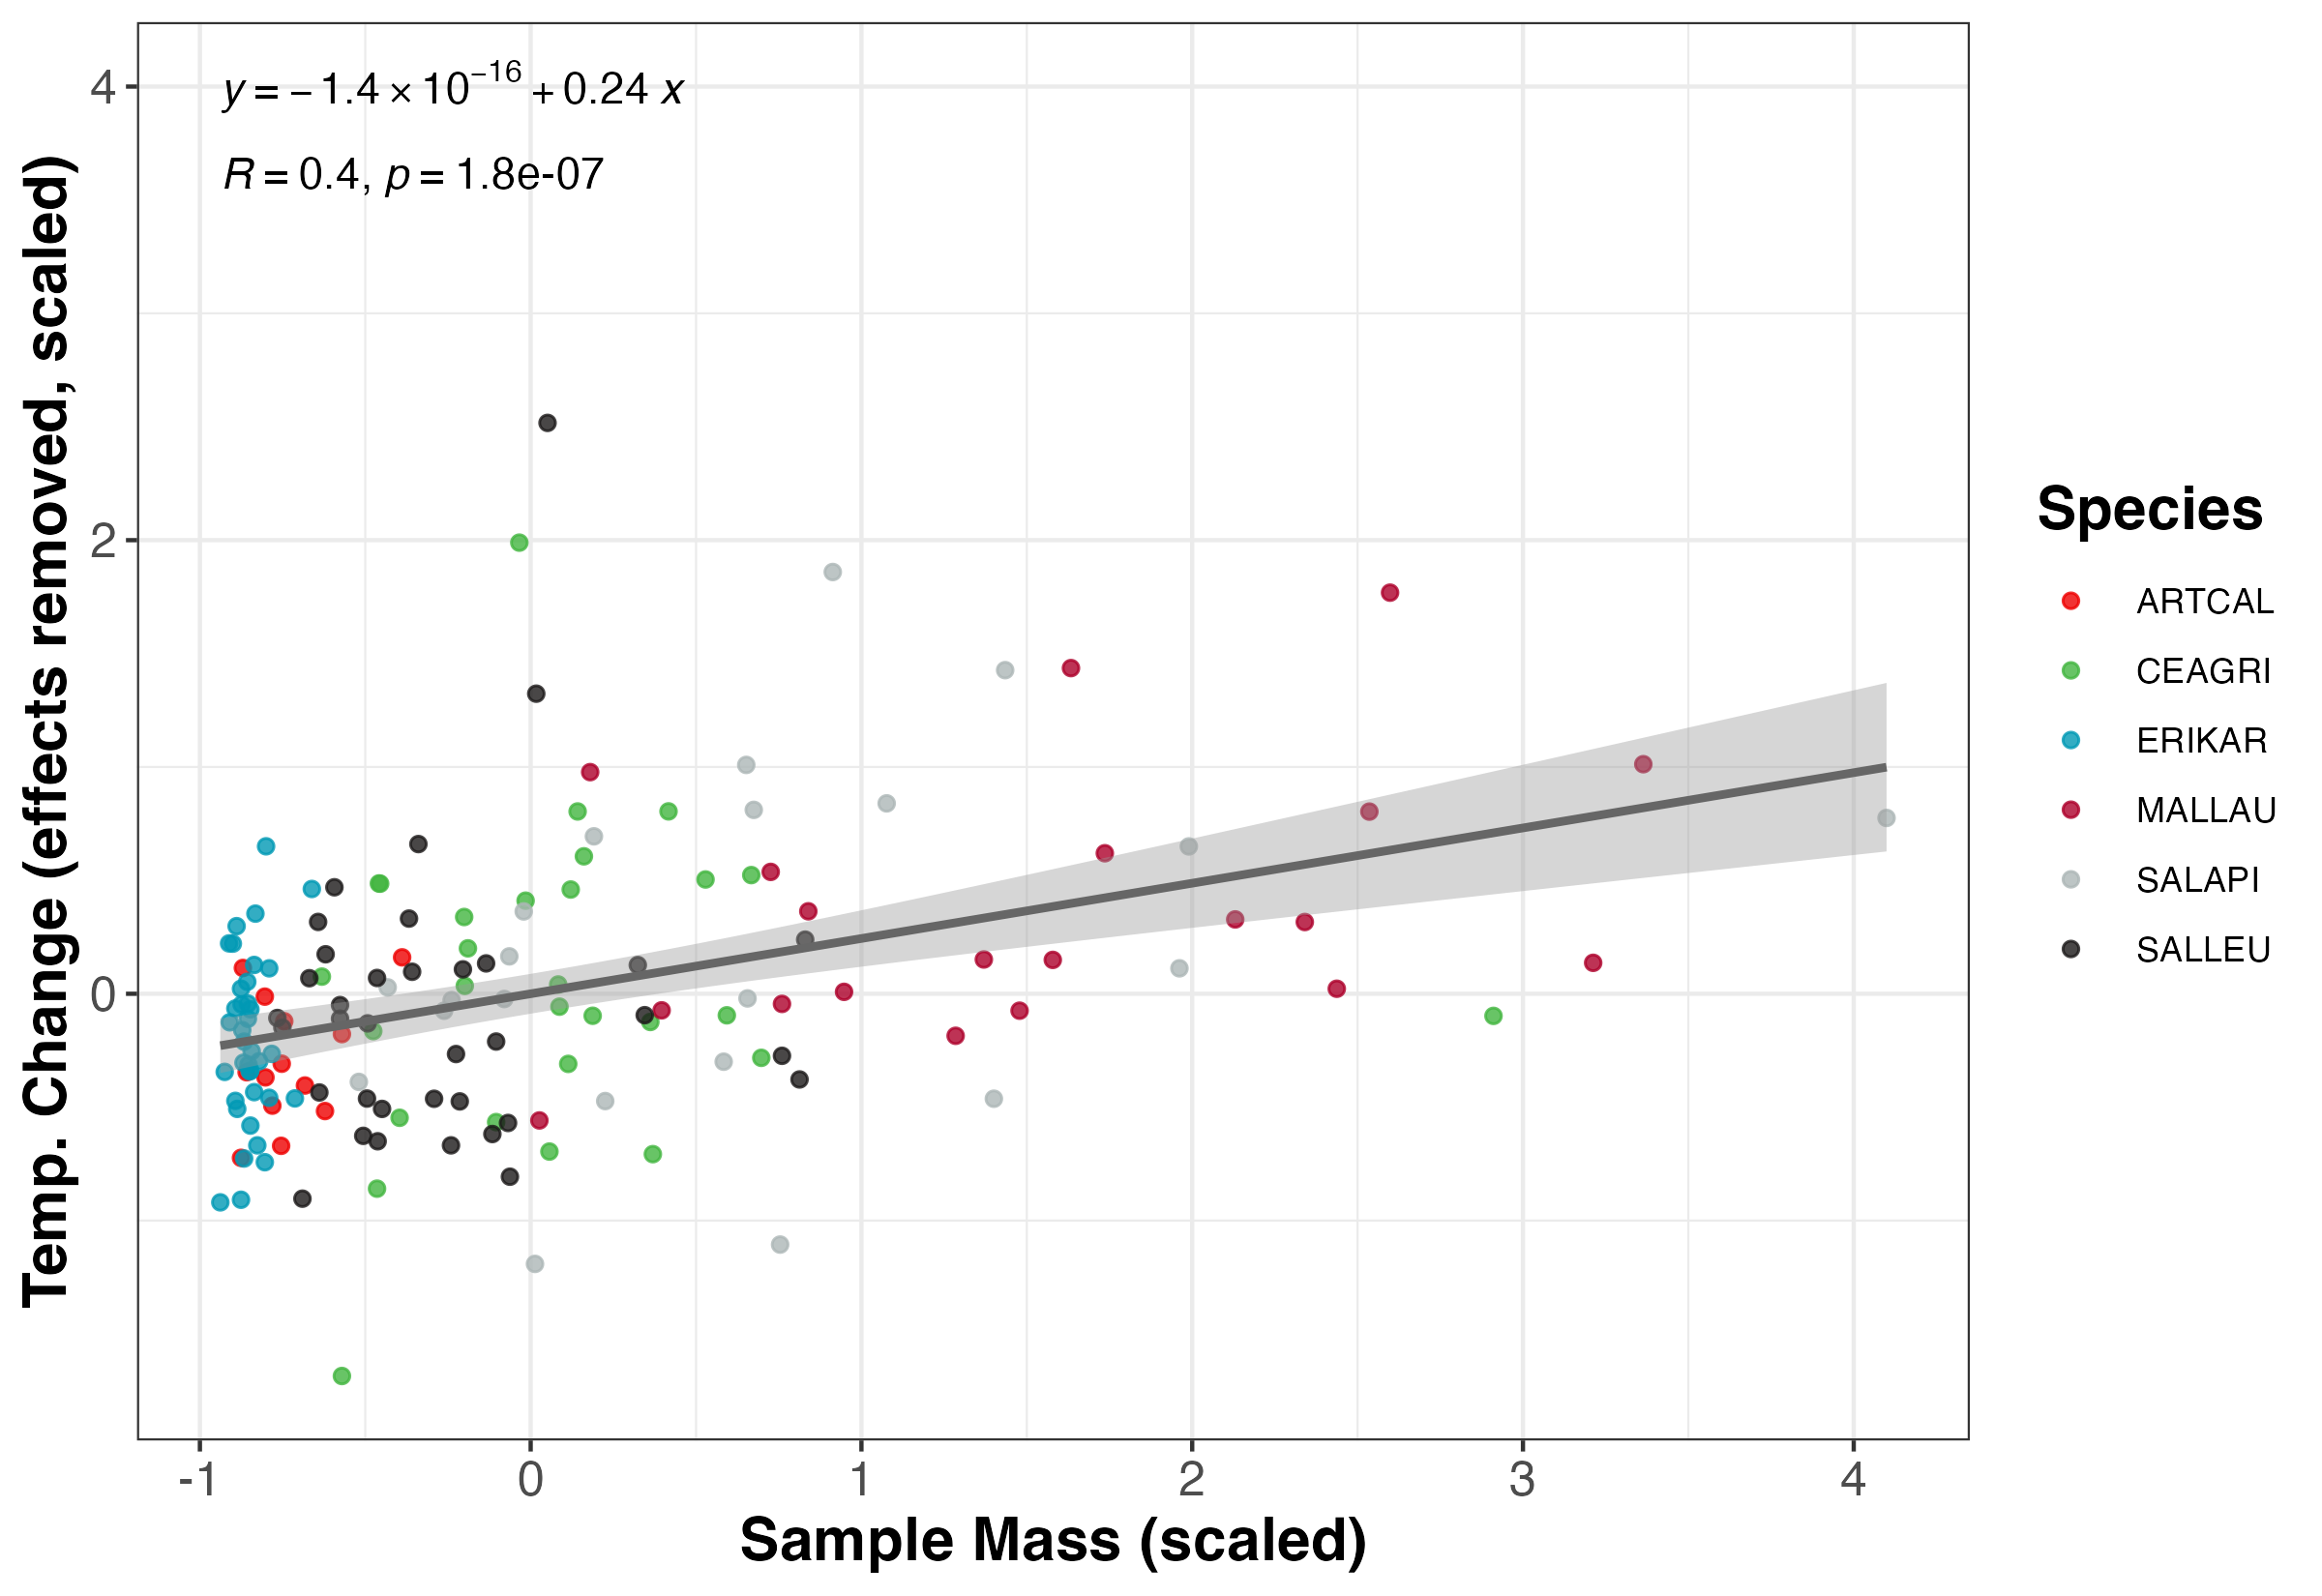 y = −1.4 × 10⁻¹⁶ + 0.24 x
R = 0.4, p = 1.8e-07
Temp. Change (effects removed, scaled)
4
2
0
-1 0 1 2 3 4
Sample Mass (scaled)
Species
ARTCAL
CEAGRI
ERIKAR
MALLAU
SALAPI
SALLEU